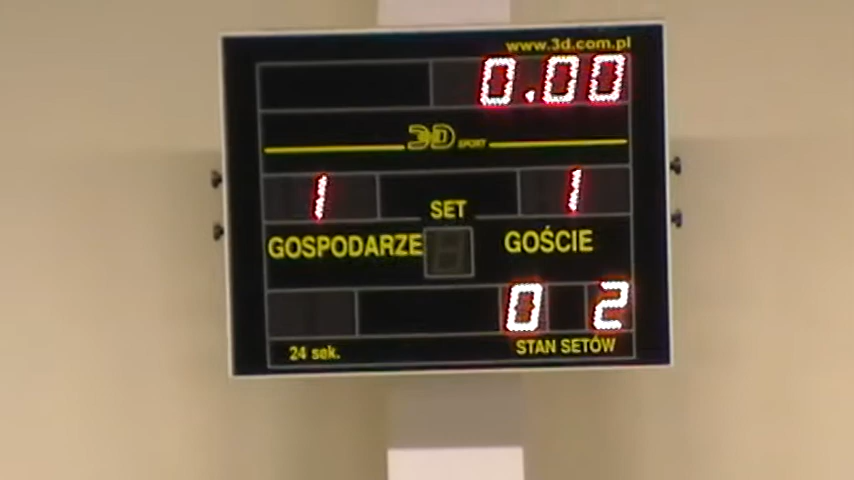 www.3d.com.pl
0.00
3D SPORT
1 1
SET
GOSPODARZE GOŚCIE
0 2
24 sek. STAN SETÓW